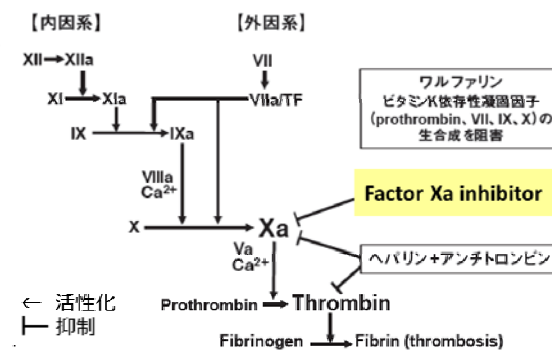 【内因系】
【外因系】
XII XIIa
VII
XI XIa
VIIa/TF
IX IXa
ワルファリン
ビタミンK依存性凝固因子
(prothrombin、VII、IX、X)の
生合成を阻害
VIIIa
Ca2+
Factor Xa inhibitor
X Xa
Va
Ca2+
ヘパリン+アンチトロンビン
Prothrombin Thrombin
← 活性化
抑制
Fibrinogen Fibrin (thrombosis)